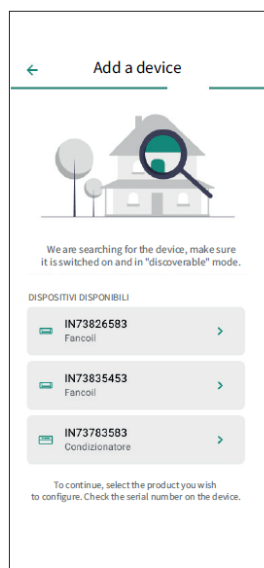 Add a device
We are searching for the device, make sure
it is switched on and in "discoverable" mode.
DISPOSITIVI DISPONIBILI
IN73826583
Fancoil
IN73835453
Fancoil
IN73783583
Condizionatore
To continue, select the product you wish
to configure. Check the serial number on the device.